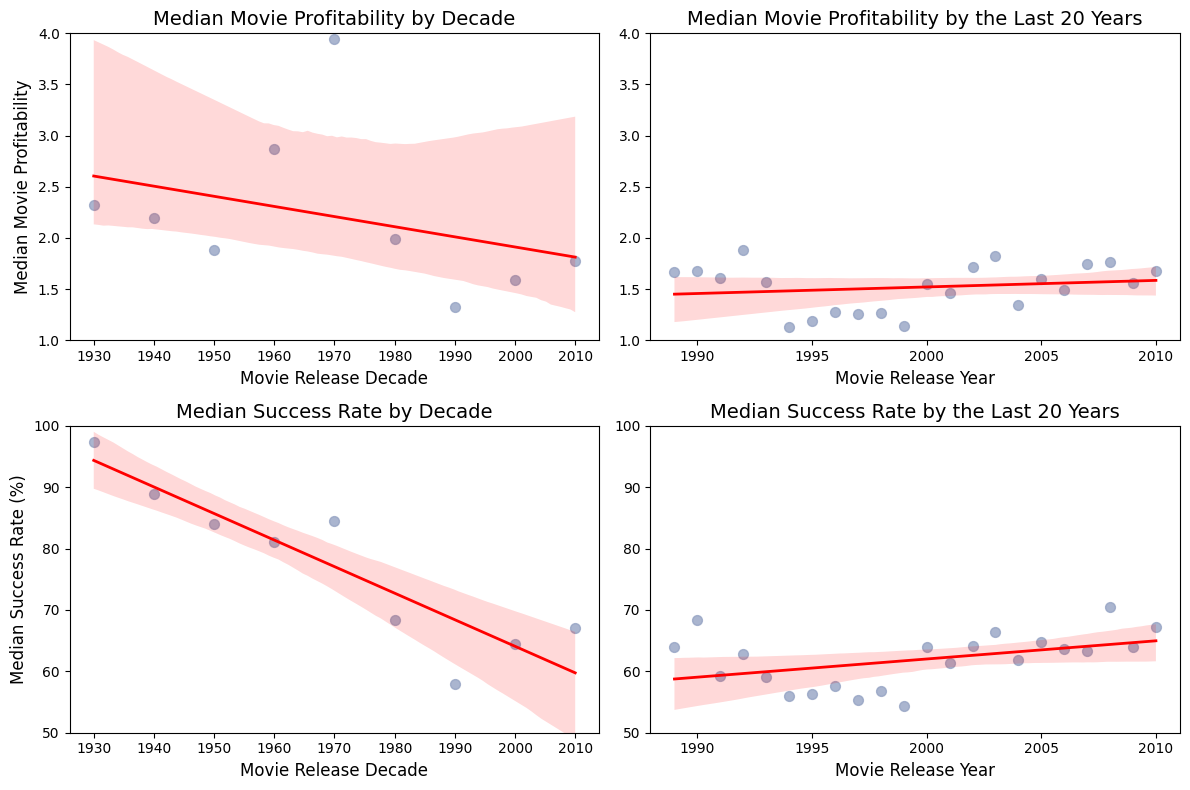 Median Movie Profitability by Decade
Median Movie Profitability
4.0
3.5
3.0
2.5
2.0
1.5
1.0
1930 1940 1950 1960 1970 1980 1990 2000 2010
Movie Release Decade
Median Movie Profitability by the Last 20 Years
4.0
3.5
3.0
2.5
2.0
1.5
1.0
1990 1995 2000 2005 2010
Movie Release Year
Median Success Rate by Decade
Median Success Rate (%)
100
90
80
70
60
50
1930 1940 1950 1960 1970 1980 1990 2000 2010
Movie Release Decade
Median Success Rate by the Last 20 Years
100
90
80
70
60
50
1990 1995 2000 2005 2010
Movie Release Year